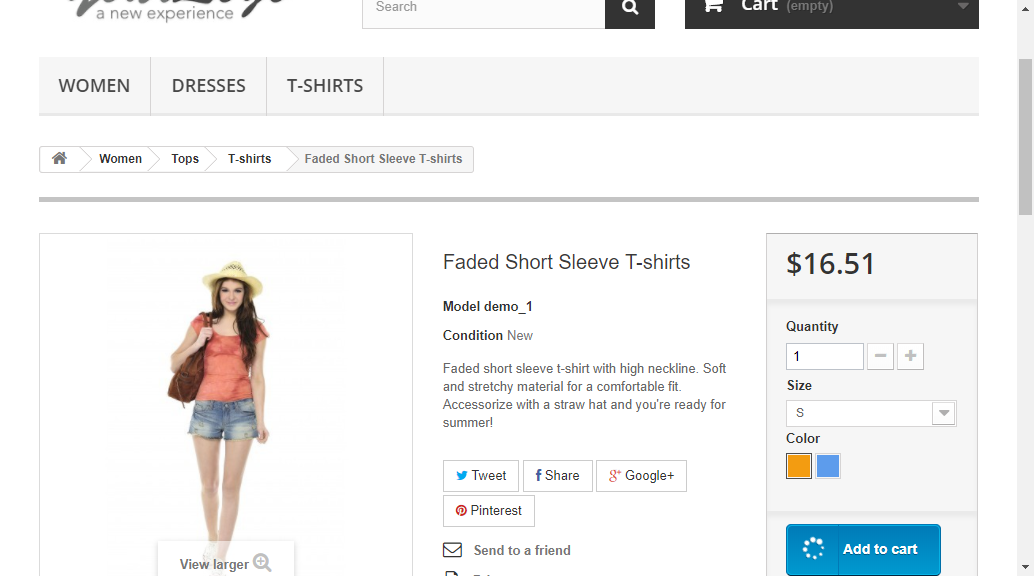 a new experience
Search
Cart (empty)
WOMEN DRESSES T-SHIRTS
Women Tops T-shirts Faded Short Sleeve T-shirts
Faded Short Sleeve T-shirts
Model demo_1
Condition New
Faded short sleeve t-shirt with high neckline. Soft
and stretchy material for a comfortable fit.
Accessorize with a straw hat and you're ready for
summer!
Tweet Share Google+
Pinterest
Send to a friend
View larger
$16.51
Quantity
1
Size
S
Color
Add to cart